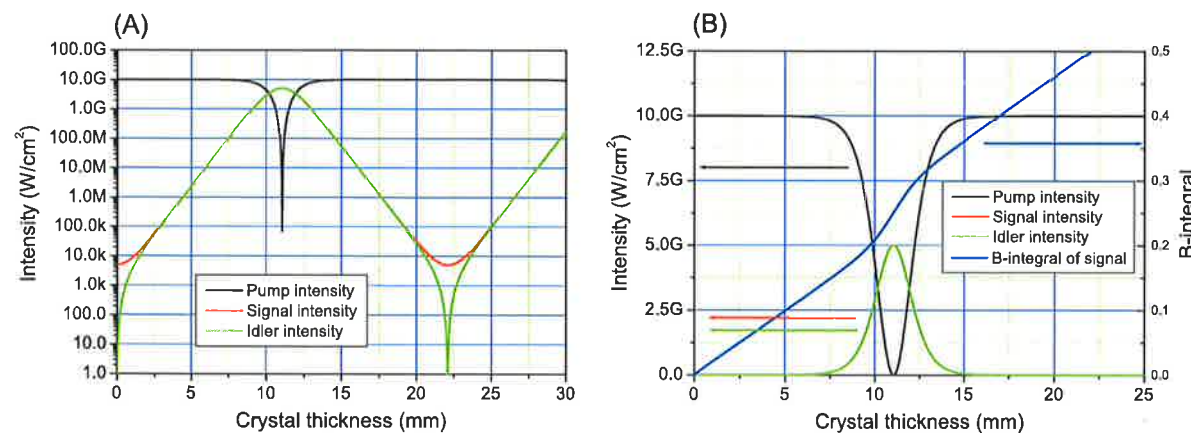 (A)
100.0G
10.0G
1.0G
100.0M
10.0M
1.0M
100.0k
10.0k
1.0k
100.0
10.0
1.0
Intensity (W/cm²)
Pump intensity
Signal intensity
Idler intensity
0 5 10 15 20 25 30
Crystal thickness (mm)
(B)
12.5G
10.0G
7.5G
5.0G
2.5G
0.0
Intensity (W/cm²)
Pump intensity
Signal intensity
Idler intensity
B-integral of signal
0.5
0.4
0.3
0.2
0.1
0.0
B-integral
0 5 10 15 20 25
Crystal thickness (mm)